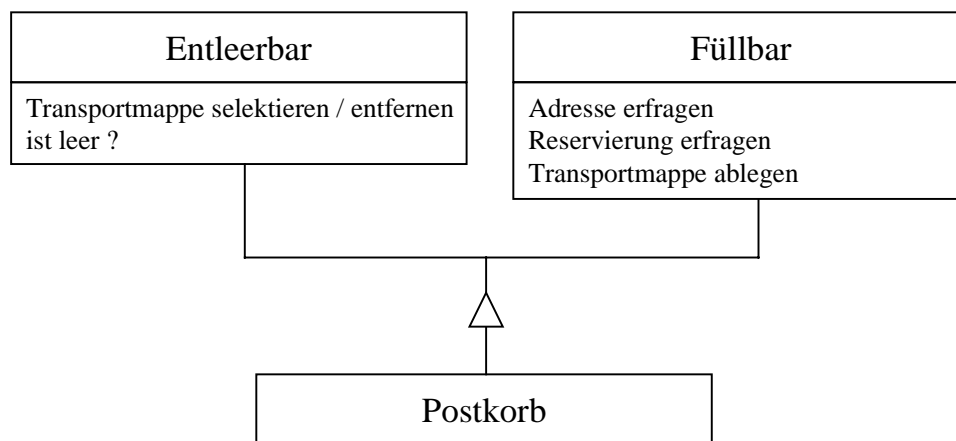 Entleerbar
Transportmappe selektieren / entfernen
ist leer ?
Füllbar
Adresse erfragen
Reservierung erfragen
Transportmappe ablegen
Postkorb